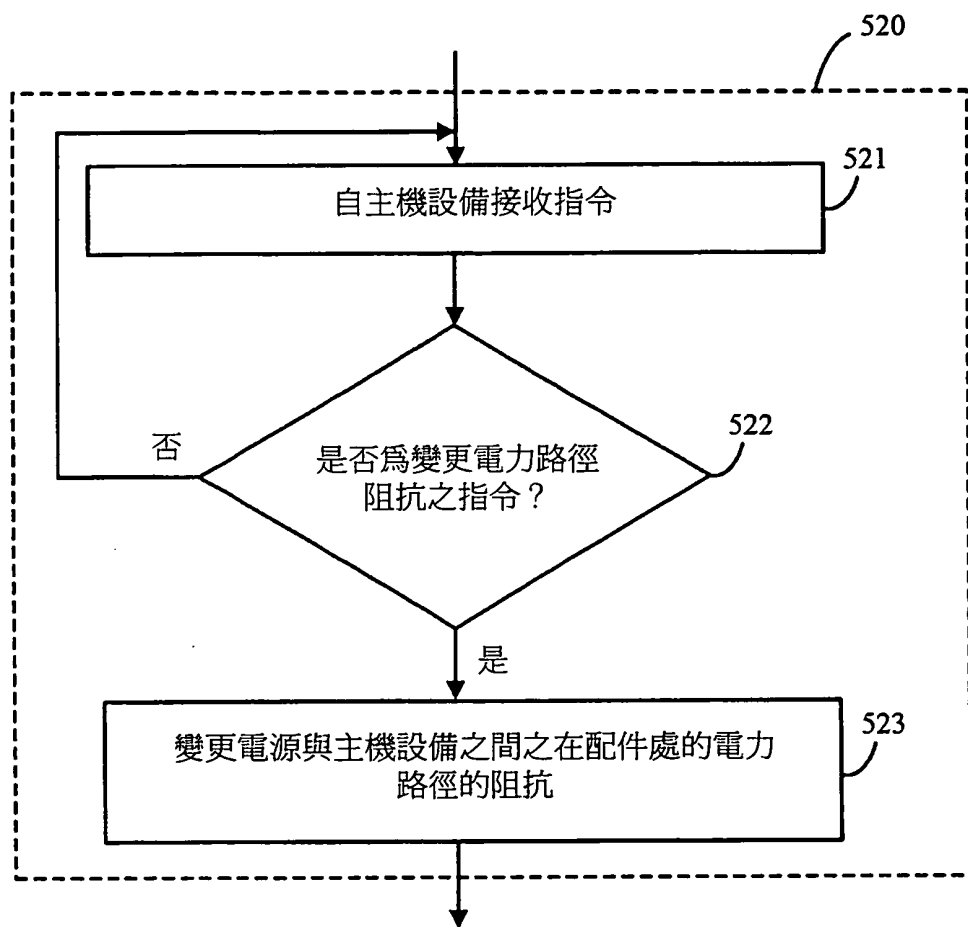 520
521
自主機設備接收指令
522
否
是否爲變更電力路徑
阻抗之指令？
是
523
變更電源與主機設備之間之在配件處的電力
路徑的阻抗